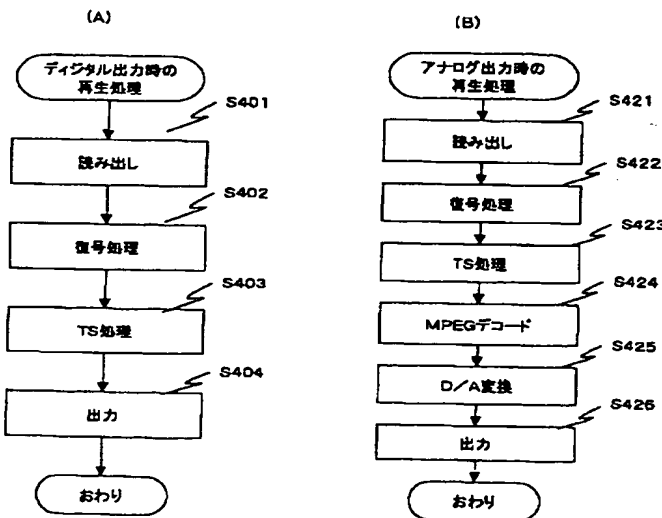 (A)
ディジタル出力時の
再生処理
S401
読み出し
S402
復号処理
S403
TS処理
S404
出力
おわり
(B)
アナログ出力時の
再生処理
S421
読み出し
S422
復号処理
S423
TS処理
S424
MPEGデコード
S425
D/A変換
S426
出力
おわり